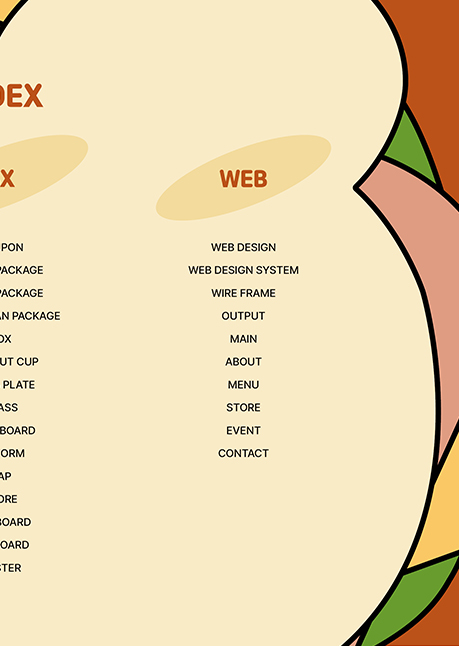 DEX
X
WEB
PON
PACKAGE
PACKAGE
AN PACKAGE
OX
UT CUP
PLATE
ASS
BOARD
ORM
AP
ORE
BOARD
OARD
STER
WEB DESIGN
WEB DESIGN SYSTEM
WIRE FRAME
OUTPUT
MAIN
ABOUT
MENU
STORE
EVENT
CONTACT